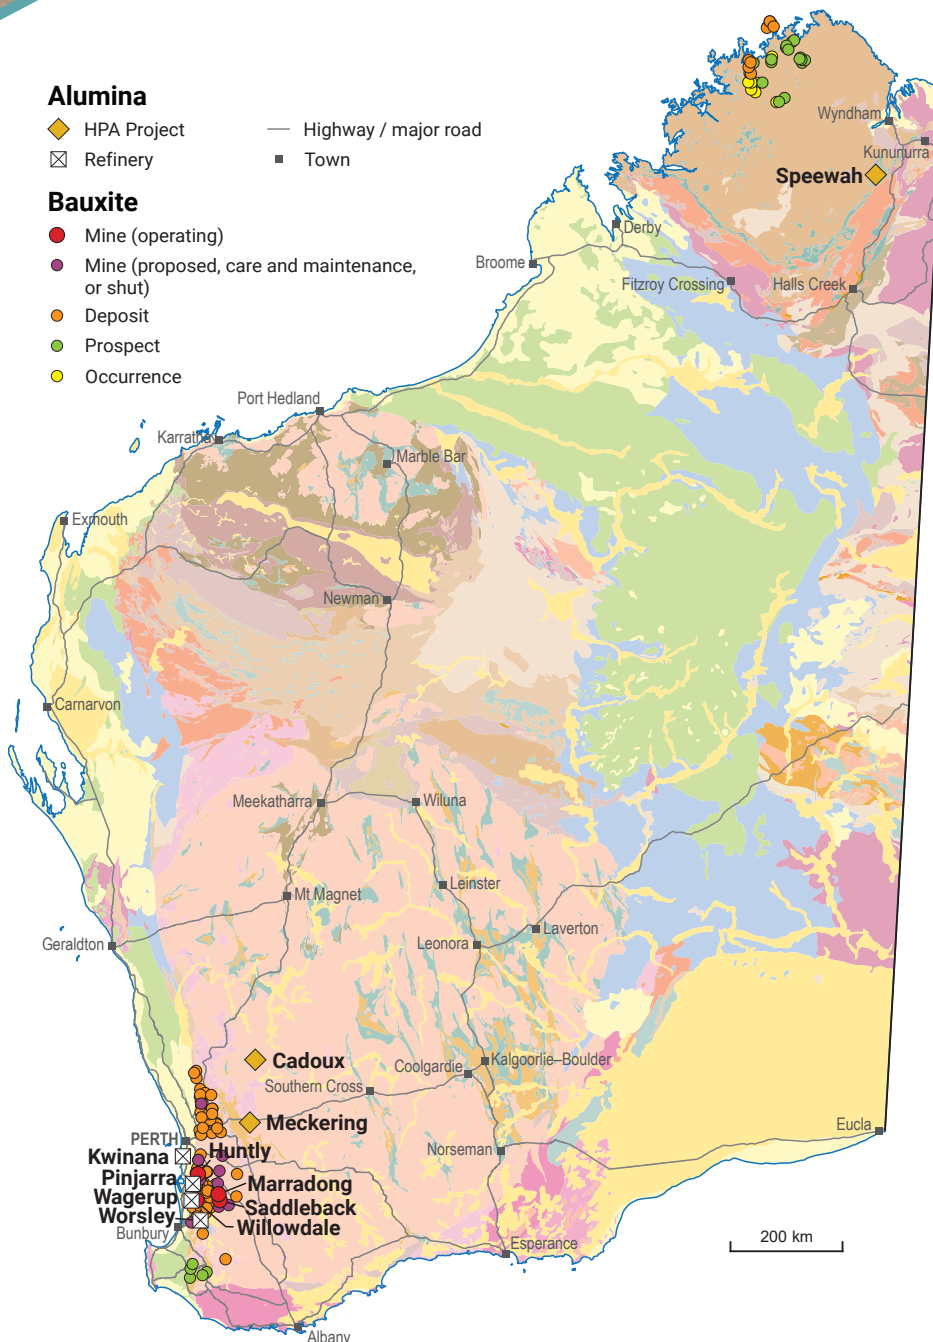 Alumina
HPA Project
Highway / major road
Refinery
Town
Bauxite
Mine (operating)
Mine (proposed, care and maintenance,
or shut)
Deposit
Prospect
Occurrence
Wyndham
Kununurra
Speewah
Derby
Broome
Fitzroy Crossing
Halls Creek
Port Hedland
Karratha
Marble Bar
Exmouth
Newman
Carnarvon
Meekatharra
Wiluna
Leinster
Mt Magnet
Laverton
Geraldton
Leonora
Cadoux
Kalgoorlie–Boulder
Coolgardie
Southern Cross
Meckering
Eucla
PERTH
Norseman
Huntly
Kwinana
Pinjarra
Marradong
Wagerup
Saddleback
Worsley
Willowdale
Bunbury
200 km
Esperance
Albany